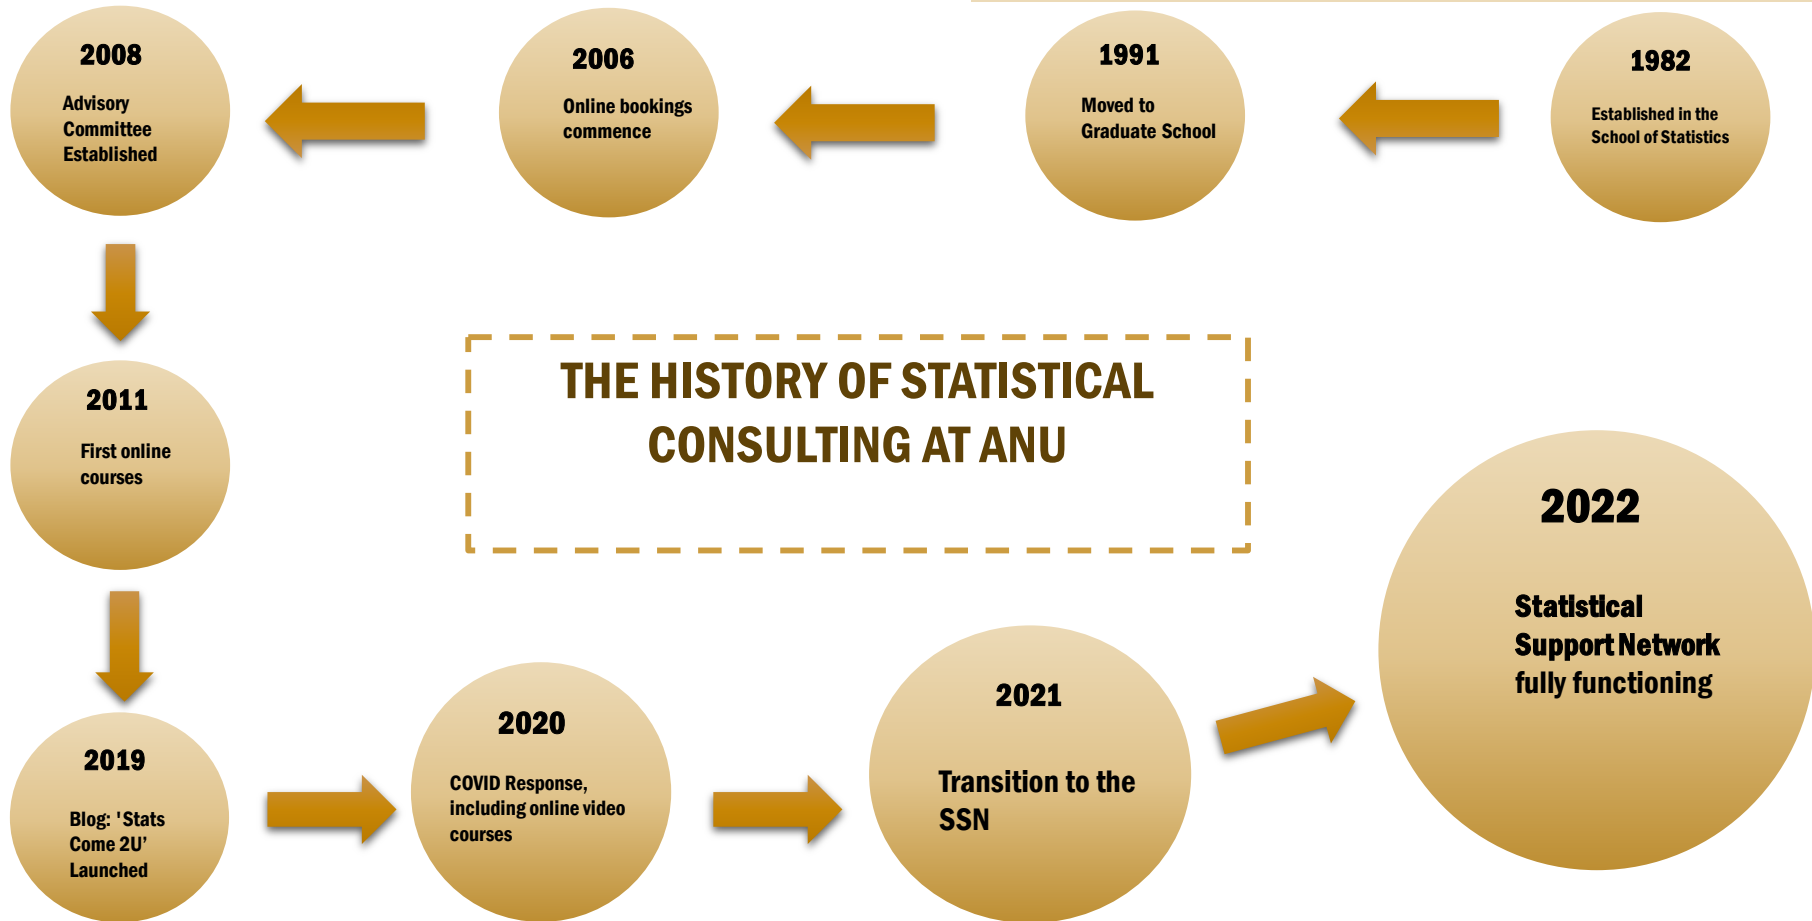 2008
Advisory
Committee
Established
2006
Online bookings
commence
1991
Moved to
Graduate School
1982
Established in the
School of Statistics
THE HISTORY OF STATISTICAL
CONSULTING AT ANU
2011
First online
courses
2019
Blog: 'Stats
Come 2U’
Launched
2020
COVID Response,
including online video
courses
2021
Transition to the
SSN
2022
Statistical
Support Network
fully functioning